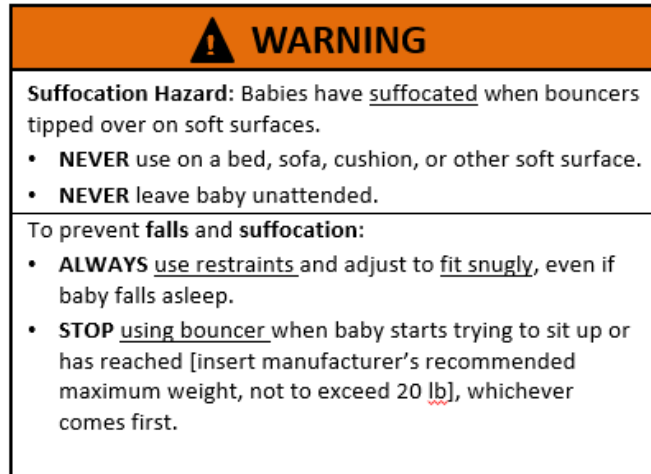 WARNING
Suffocation Hazard: Babies have suffocated when bouncers
tipped over on soft surfaces.
• NEVER use on a bed, sofa, cushion, or other soft surface.
• NEVER leave baby unattended.
To prevent falls and suffocation:
• ALWAYS use restraints and adjust to fit snugly, even if
baby falls asleep.
• STOP using bouncer when baby starts trying to sit up or
has reached [insert manufacturer’s recommended
maximum weight, not to exceed 20 lb], whichever
comes first.